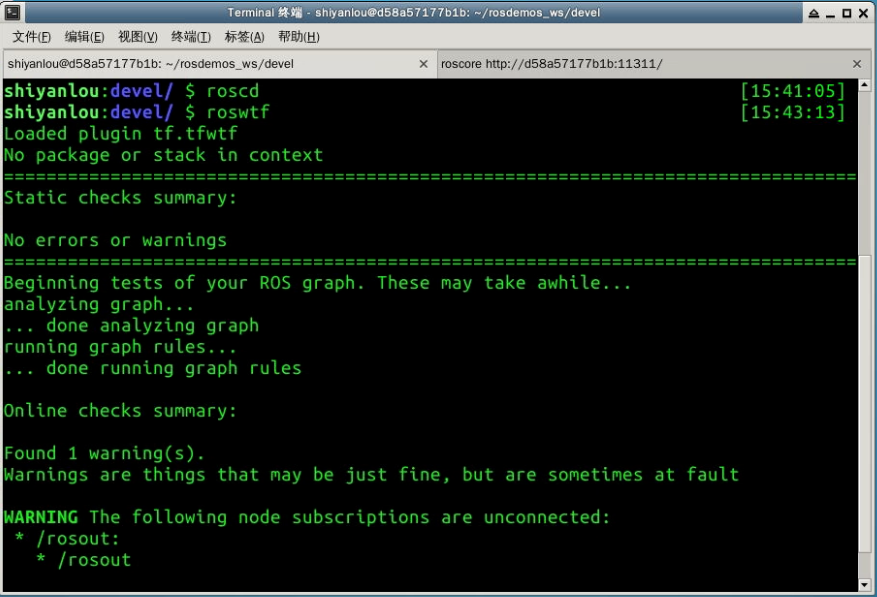 Terminal 终端 - shiyanlou@d58a57177b1b: ~/rosdemos_ws/devel
文件(F) 编辑(E) 视图(V) 终端(T) 标签(A) 帮助(H)
shiyanlou@d58a57177b1b: ~/rosdemos_ws/devel × roscore http://d58a57177b1b:11311/ ×
shiyanlou:devel/ $ roscd [15:41:05]
shiyanlou:devel/ $ roswtf [15:43:13]
Loaded plugin tf.tfwtf
No package or stack in context
================================================================================
Static checks summary:
No errors or warnings
================================================================================
Beginning tests of your ROS graph. These may take awhile...
analyzing graph...
... done analyzing graph
running graph rules...
... done running graph rules
Online checks summary:
Found 1 warning(s).
Warnings are things that may be just fine, but are sometimes at fault
WARNING The following node subscriptions are unconnected:
* /rosout:
* /rosout